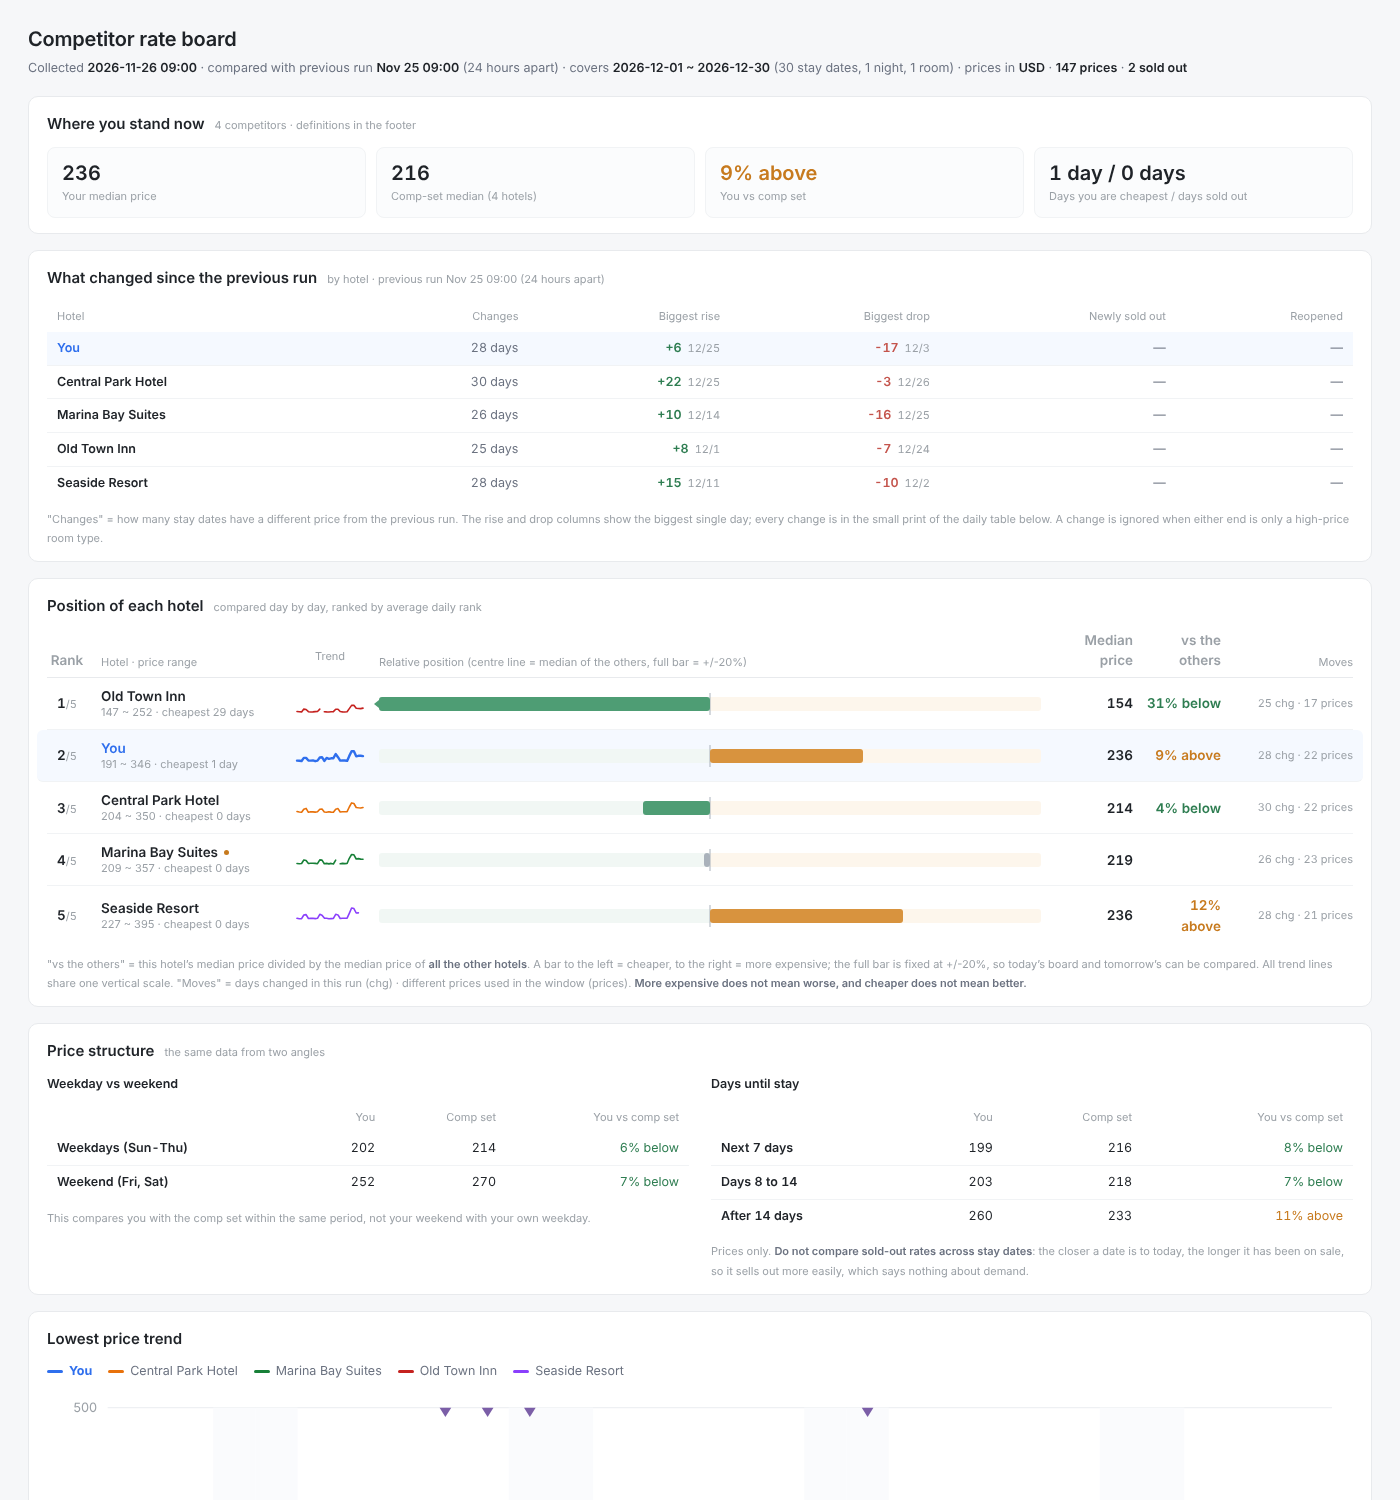 Competitor rate board
Collected 2026-11-26 09:00 · compared with previous run Nov 25 09:00 (24 hours apart) · covers 2026-12-01 ~ 2026-12-30 (30 stay dates, 1 night, 1 room) · prices in USD · 147 prices · 2 sold out
Where you stand now 4 competitors · definitions in the footer
236
Your median price
216
Comp-set median (4 hotels)
9% above
You vs comp set
1 day / 0 days
Days you are cheapest / days sold out
What changed since the previous run by hotel · previous run Nov 25 09:00 (24 hours apart)
Hotel Changes Biggest rise Biggest drop Newly sold out Reopened
You 28 days +6 12/25 -17 12/3 — —
Central Park Hotel 30 days +22 12/25 -3 12/26 — —
Marina Bay Suites 26 days +10 12/14 -16 12/25 — —
Old Town Inn 25 days +8 12/1 -7 12/24 — —
Seaside Resort 28 days +15 12/11 -10 12/2 — —
"Changes" = how many stay dates have a different price from the previous run. The rise and drop columns show the biggest single day; every change is in the small print of the daily table below. A change is ignored when either end is only a high-price
room type.
Position of each hotel compared day by day, ranked by average daily rank
Rank Hotel · price range Trend Relative position (centre line = median of the others, full bar = +/-20%) Median price vs the others Moves
1/5 Old Town Inn 154 31% below 25 chg · 17 prices
147 ~ 252 · cheapest 29 days
2/5 You 236 9% above 28 chg · 22 prices
191 ~ 346 · cheapest 1 day
3/5 Central Park Hotel 214 4% below 30 chg · 22 prices
204 ~ 350 · cheapest 0 days
4/5 Marina Bay Suites 219 26 chg · 23 prices
209 ~ 357 · cheapest 0 days
5/5 Seaside Resort 236 12% above 28 chg · 21 prices
227 ~ 395 · cheapest 0 days
"vs the others" = this hotel's median price divided by the median price of all the other hotels. A bar to the left = cheaper, to the right = more expensive; the full bar is fixed at +/-20%, so today's board and tomorrow's can be compared. All trend lines
share one vertical scale. "Moves" = days changed in this run (chg) · different prices used in the window (prices). More expensive does not mean worse, and cheaper does not mean better.
Price structure the same data from two angles
Weekday vs weekend
You Comp set You vs comp set
Weekdays (Sun-Thu) 202 214 6% below
Weekend (Fri, Sat) 252 270 7% below
This compares you with the comp set within the same period, not your weekend with your own weekday.
Days until stay
You Comp set You vs comp set
Next 7 days 199 216 8% below
Days 8 to 14 203 218 7% below
After 14 days 260 233 11% above
Prices only. Do not compare sold-out rates across stay dates: the closer a date is to today, the longer it has been on sale,
so it sells out more easily, which says nothing about demand.
Lowest price trend
You Central Park Hotel Marina Bay Suites Old Town Inn Seaside Resort
500